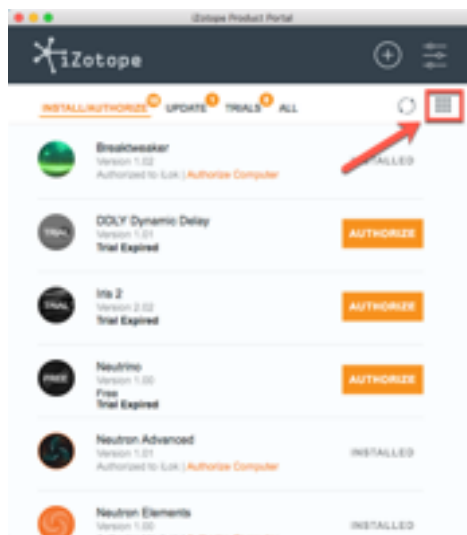 iZotope Product Portal
iZotope
INSTALL/AUTHORIZE UPDATE TRIALS ALL
Breaktweaker
Version 1.02
Authorized to iLok | Authorize Computer
INSTALLED
TRIAL
DDLY Dynamic Delay
Version 1.01
Trial Expired
AUTHORIZE
TRIAL
Iris 2
Version 2.02
Trial Expired
AUTHORIZE
FREE
Neutrino
Version 1.00
Free
Trial Expired
AUTHORIZE
Neutron Advanced
Version 1.01
Authorized to iLok | Authorize Computer
INSTALLED
Neutron Elements
Version 1.00
INSTALLED